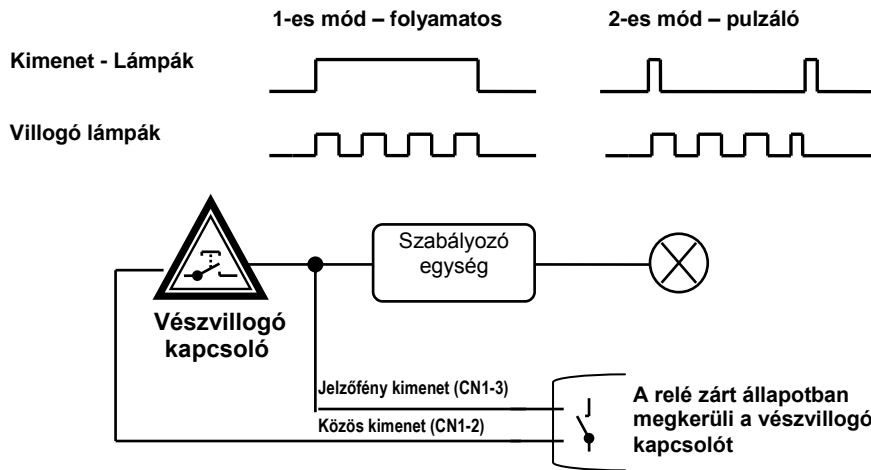 1-es mód – folyamatos 2-es mód – pulzáló
Kimenet - Lámpák
Villogó lámpák
Szabályozó
egység
Vészvillogó
kapcsoló
Jelzőfény kimenet (CN1-3)
Közös kimenet (CN1-2)
A relé zárt állapotban
megkerüli a vészvillogó
kapcsolót